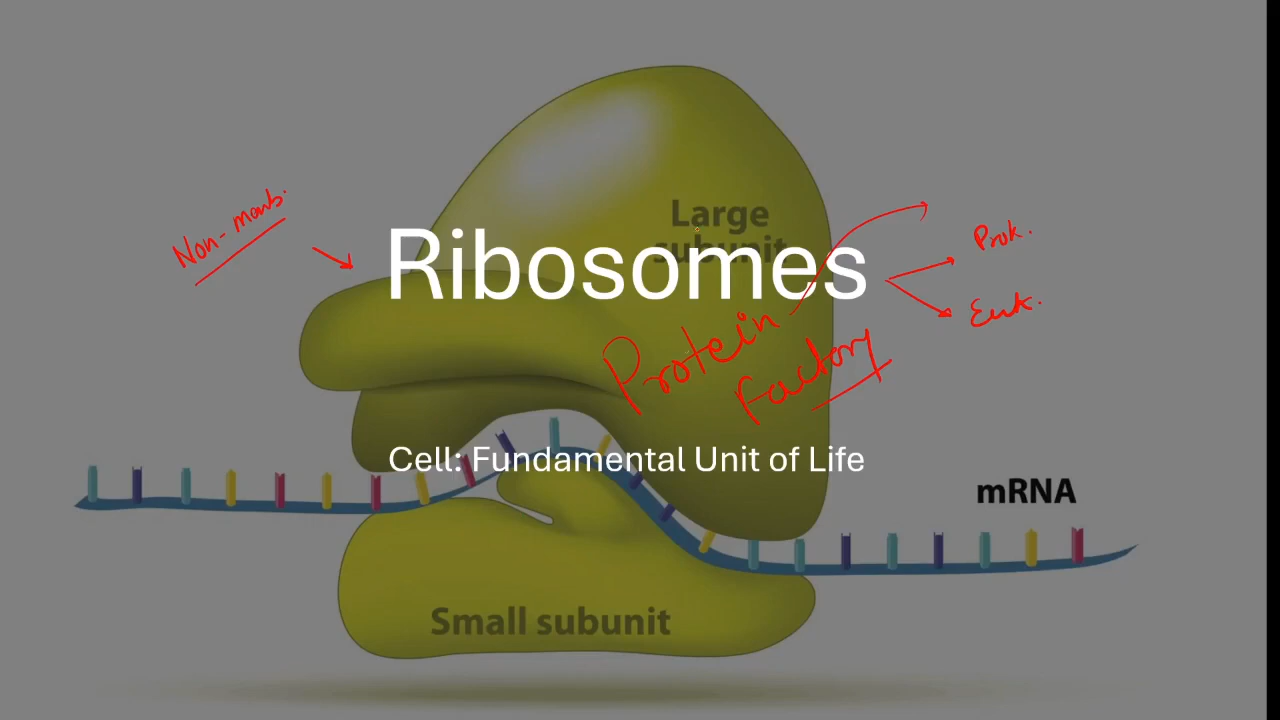 Large
subunit
Non-memb.
Ribosomes
Prok.
Euk.
Protein
Factory
Cell: Fundamental Unit of Life
mRNA
Small subunit